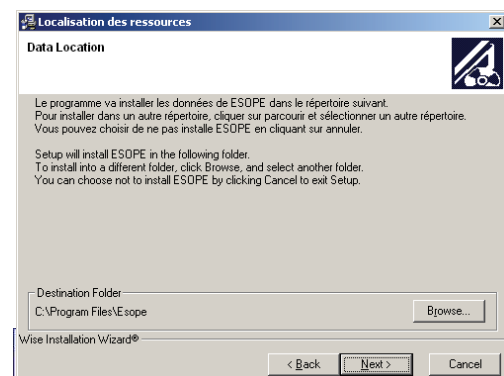 Localisation des ressources
Data Location
Le programme va installer les données de ESOPE dans le répertoire suivant.
Pour installer dans un autre répertoire, cliquer sur parcourir et sélectionner un autre répertoire.
Vous pouvez choisir de ne pas installe ESOPE en cliquant sur annuler.
Setup will install ESOPE in the following folder.
To install into a different folder, click Browse, and select another folder.
You can choose not to install ESOPE by clicking Cancel to exit Setup.
Destination Folder
C:\Program Files\Esope
Browse...
Wise Installation Wizard®
< Back
Next >
Cancel